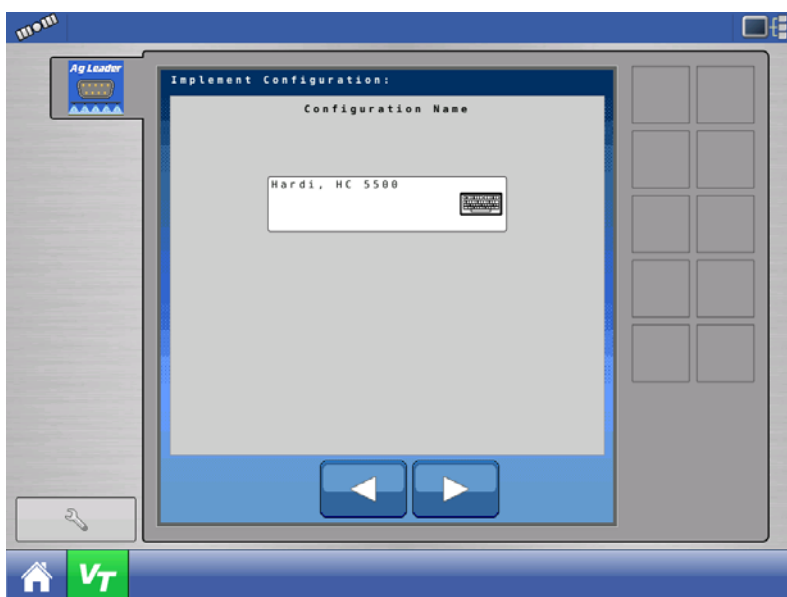 Ag Leader
Implement Configuration:
Configuration Name
Hardi, HC 5500
VT